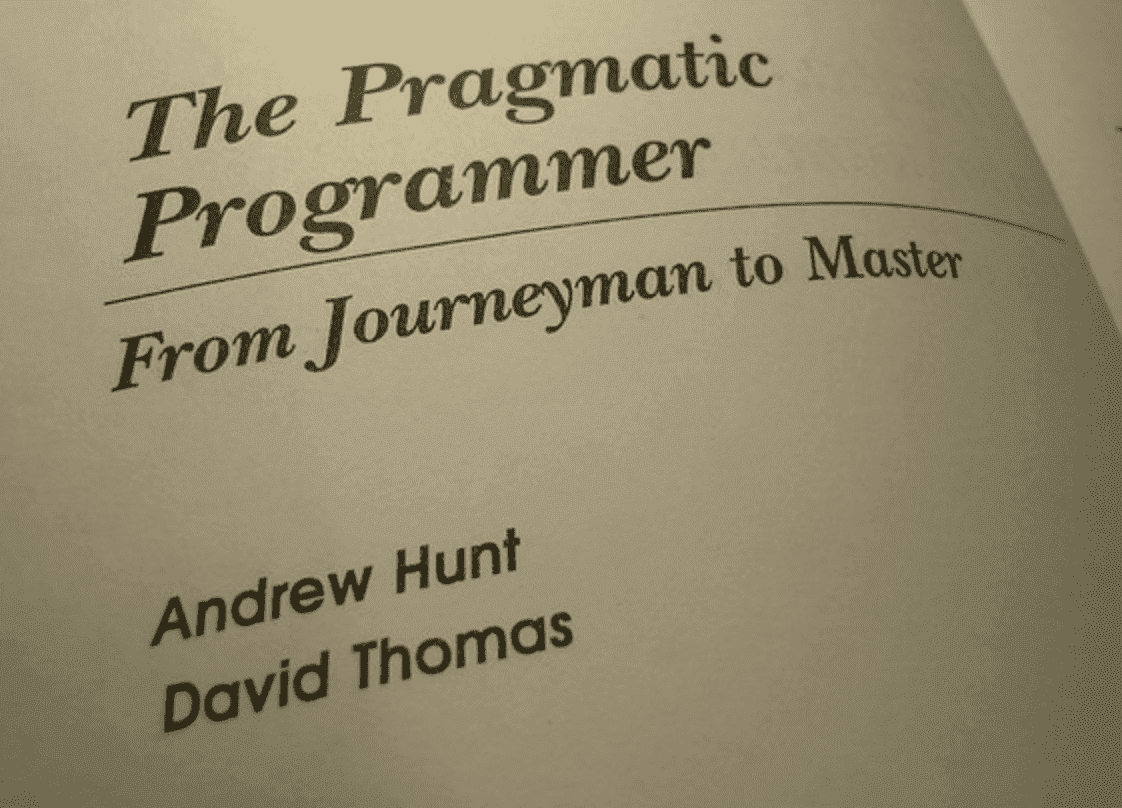 The Pragmatic
Programmer
From Journeyman to Master
Andrew Hunt
David Thomas